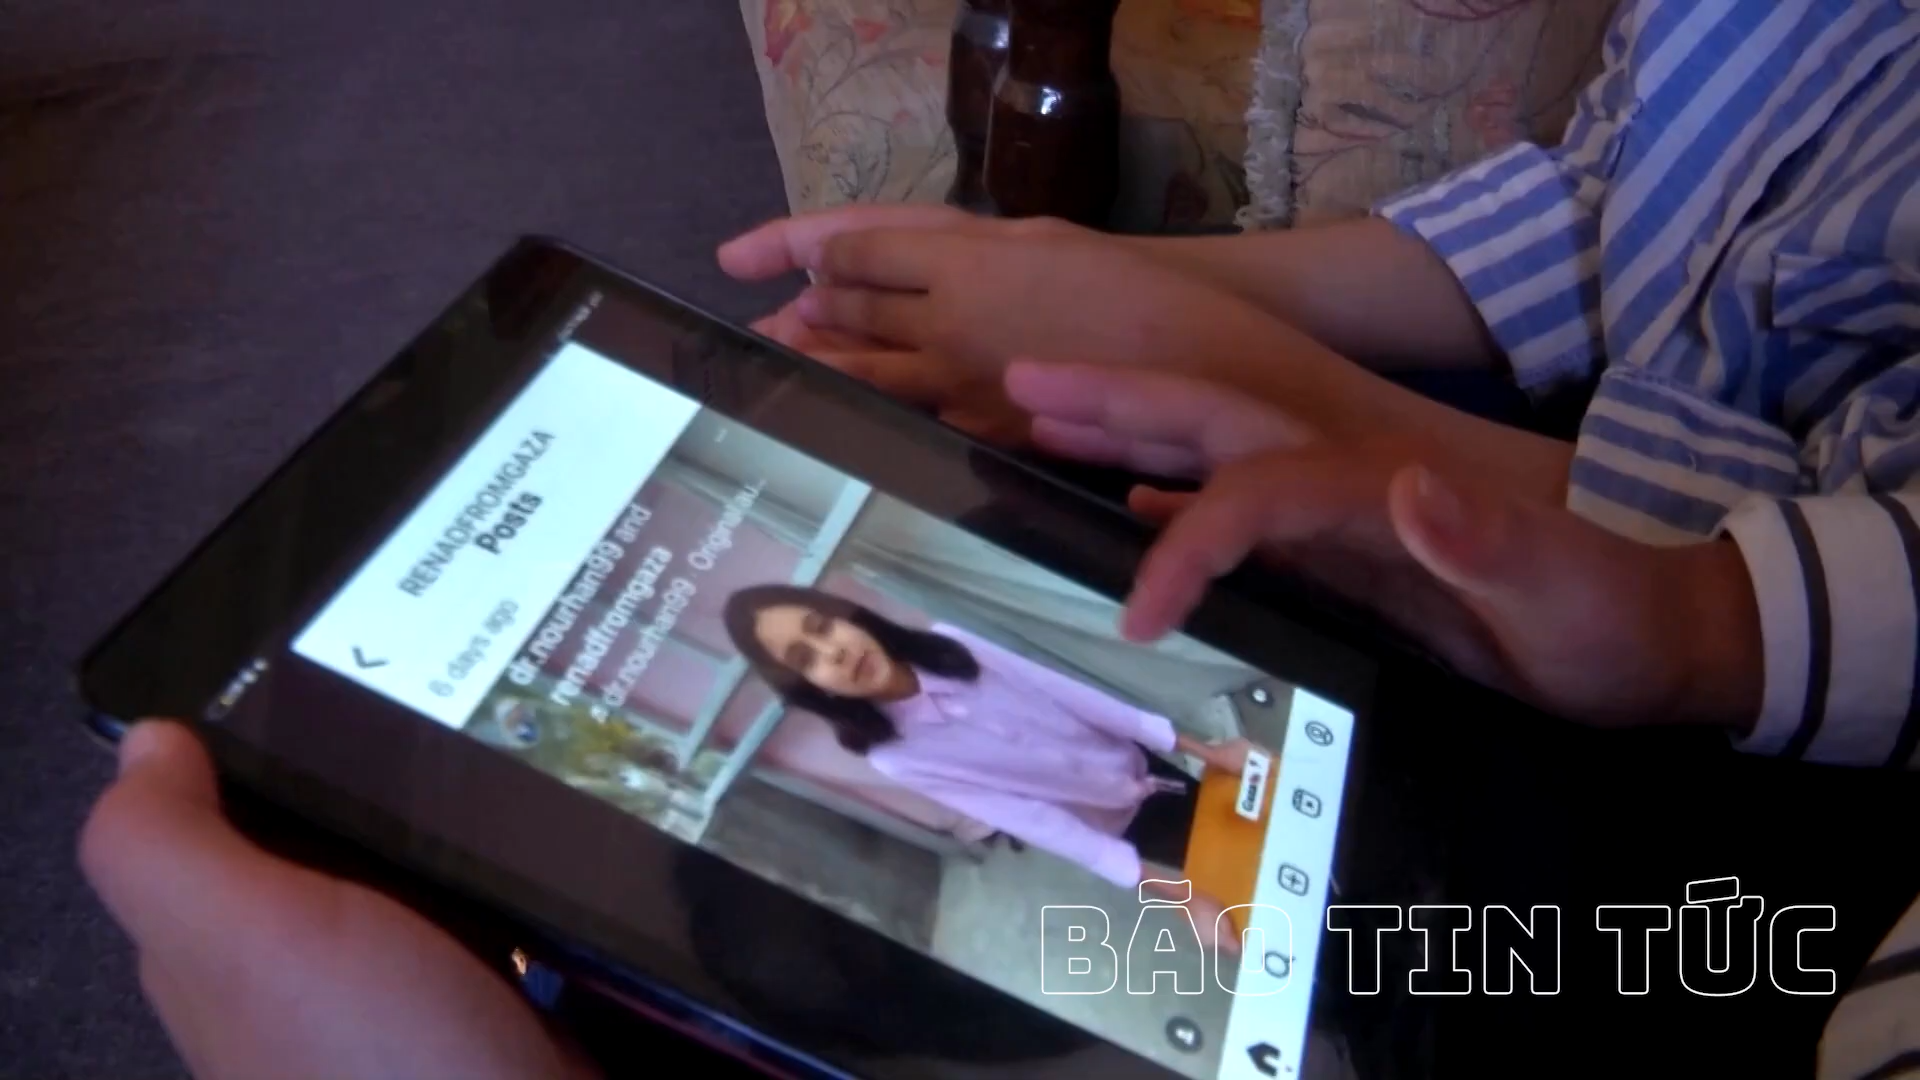 RENADFROMGAZA
Posts
6 days ago
dr.nourhan99 and
renadfromgaza
dr.nourhan99 · Original au...
BÃO TIN TỨC